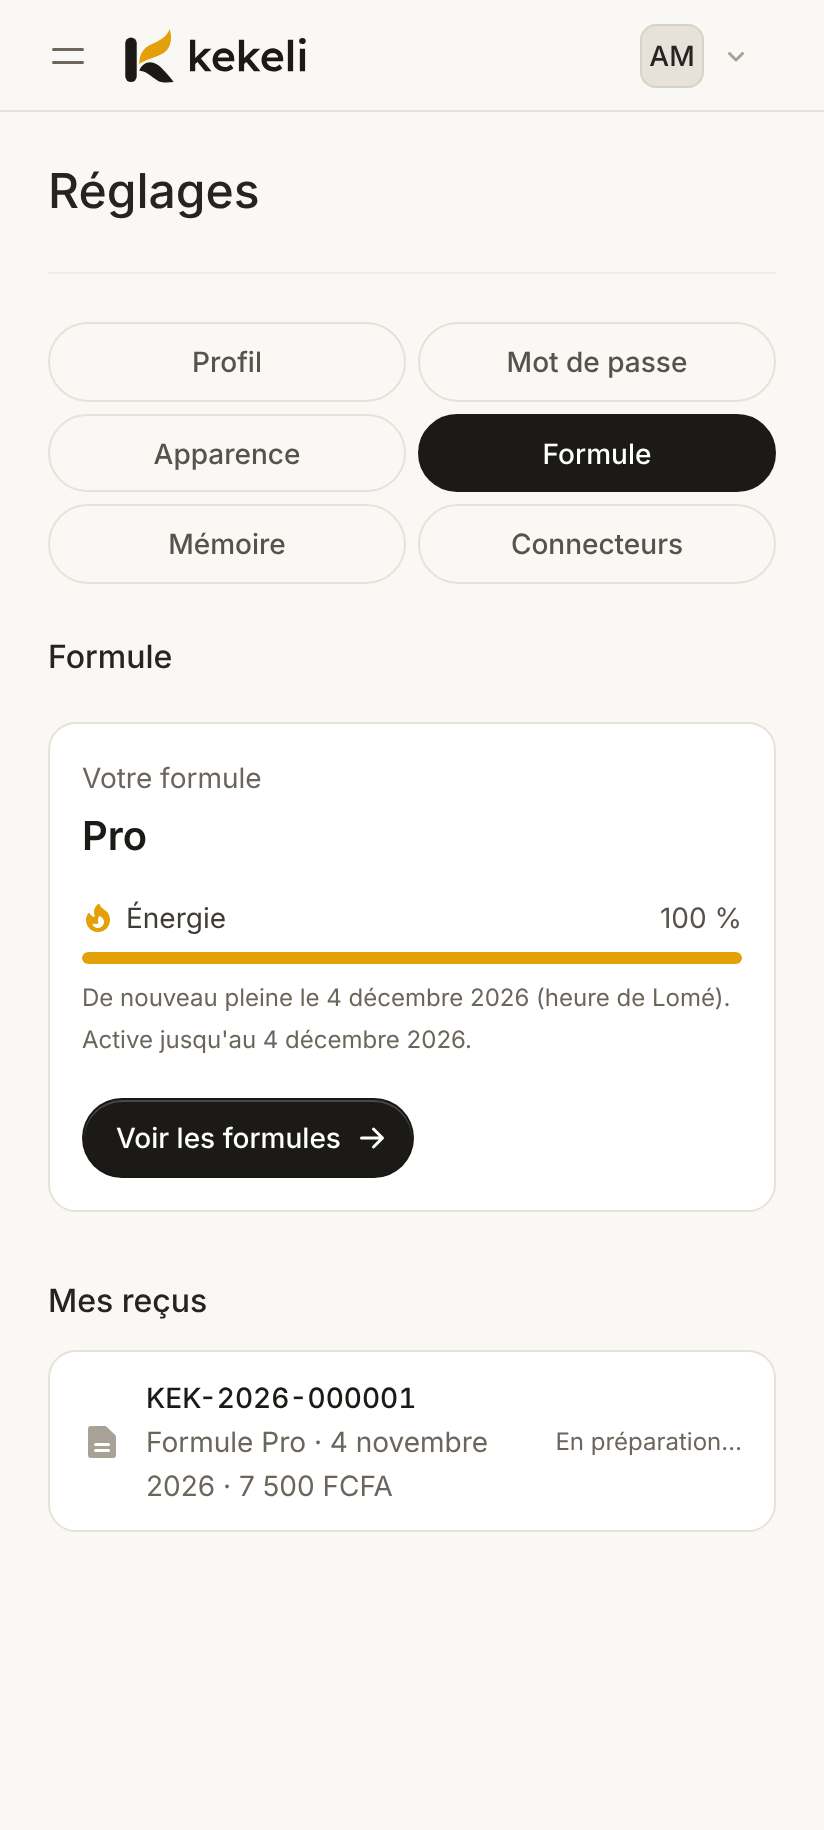 kekeli
AM
Réglages
Profil
Mot de passe
Apparence
Formule
Mémoire
Connecteurs
Formule
Votre formule
Pro
Énergie
100 %
De nouveau pleine le 4 décembre 2026 (heure de Lomé).
Active jusqu'au 4 décembre 2026.
Voir les formules →
Mes reçus
KEK-2026-000001
Formule Pro · 4 novembre
2026 · 7 500 FCFA
En préparation...